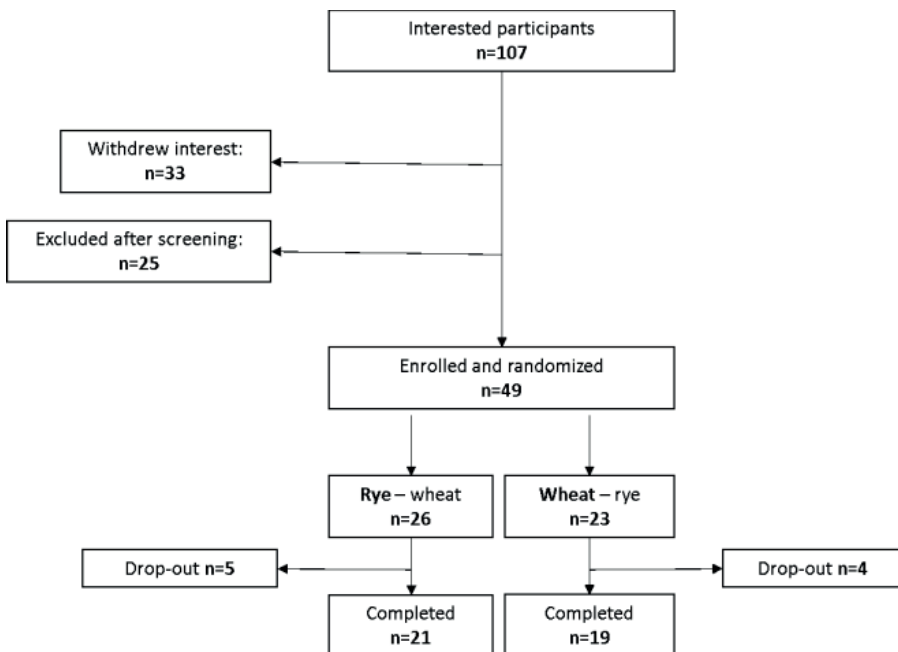 Interested participants
n=107
Withdrew interest:
n=33
Excluded after screening:
n=25
Enrolled and randomized
n=49
Rye – wheat
n=26
Wheat – rye
n=23
Drop-out n=5
Drop-out n=4
Completed
n=21
Completed
n=19